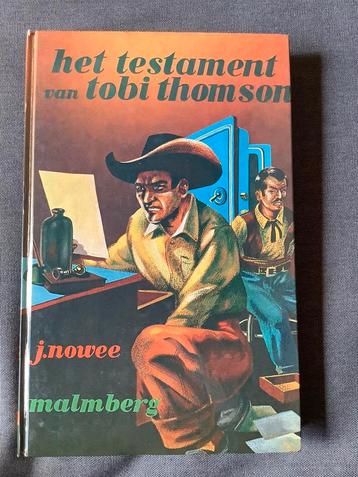 het testament
van tobi thomson
j.nowee
malmberg